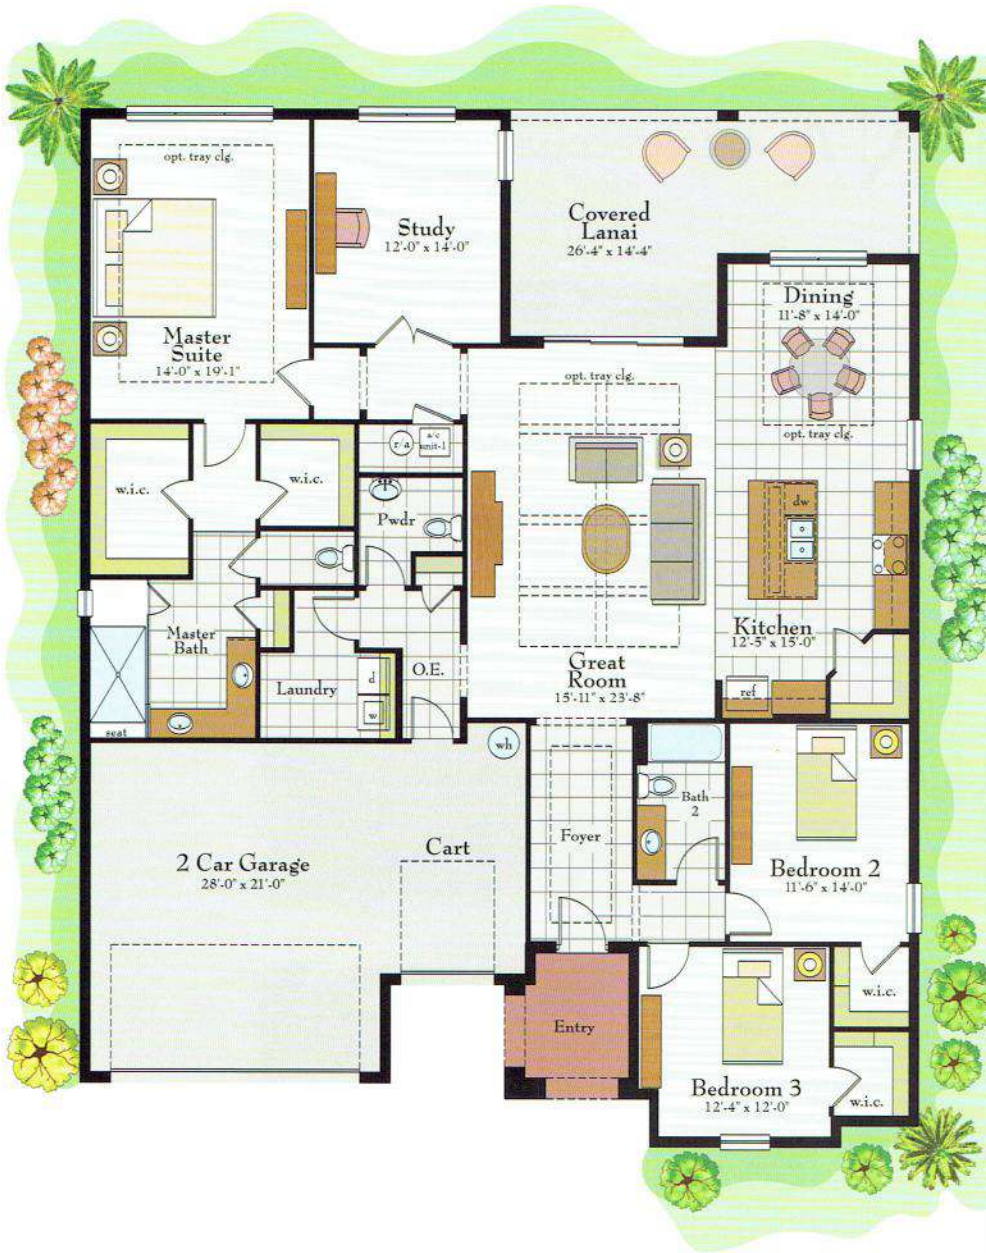 opt. tray clg.
Study
12'-0" x 14'-0"
Covered
Lanai
26'-4" x 14'-4"
Dining
11'-8" x 14'-0"
Master
Suite
14'-0" x 19'-1"
opt. tray clg.
opt. tray clg.
r/a
a/c
unit-1
w.i.c.
w.i.c.
Pwdr
dw
Master
Bath
Kitchen
12'-5" x 15'-0"
Great
Room
15'-11" x 23'-8"
O.E.
Laundry
d
w
ref
seat
wh
Bath
2
Foyer
Cart
2 Car Garage
28'-0" x 21'-0"
Bedroom 2
11'-6" x 14'-0"
w.i.c.
Entry
Bedroom 3
12'-4" x 12'-0"
w.i.c.